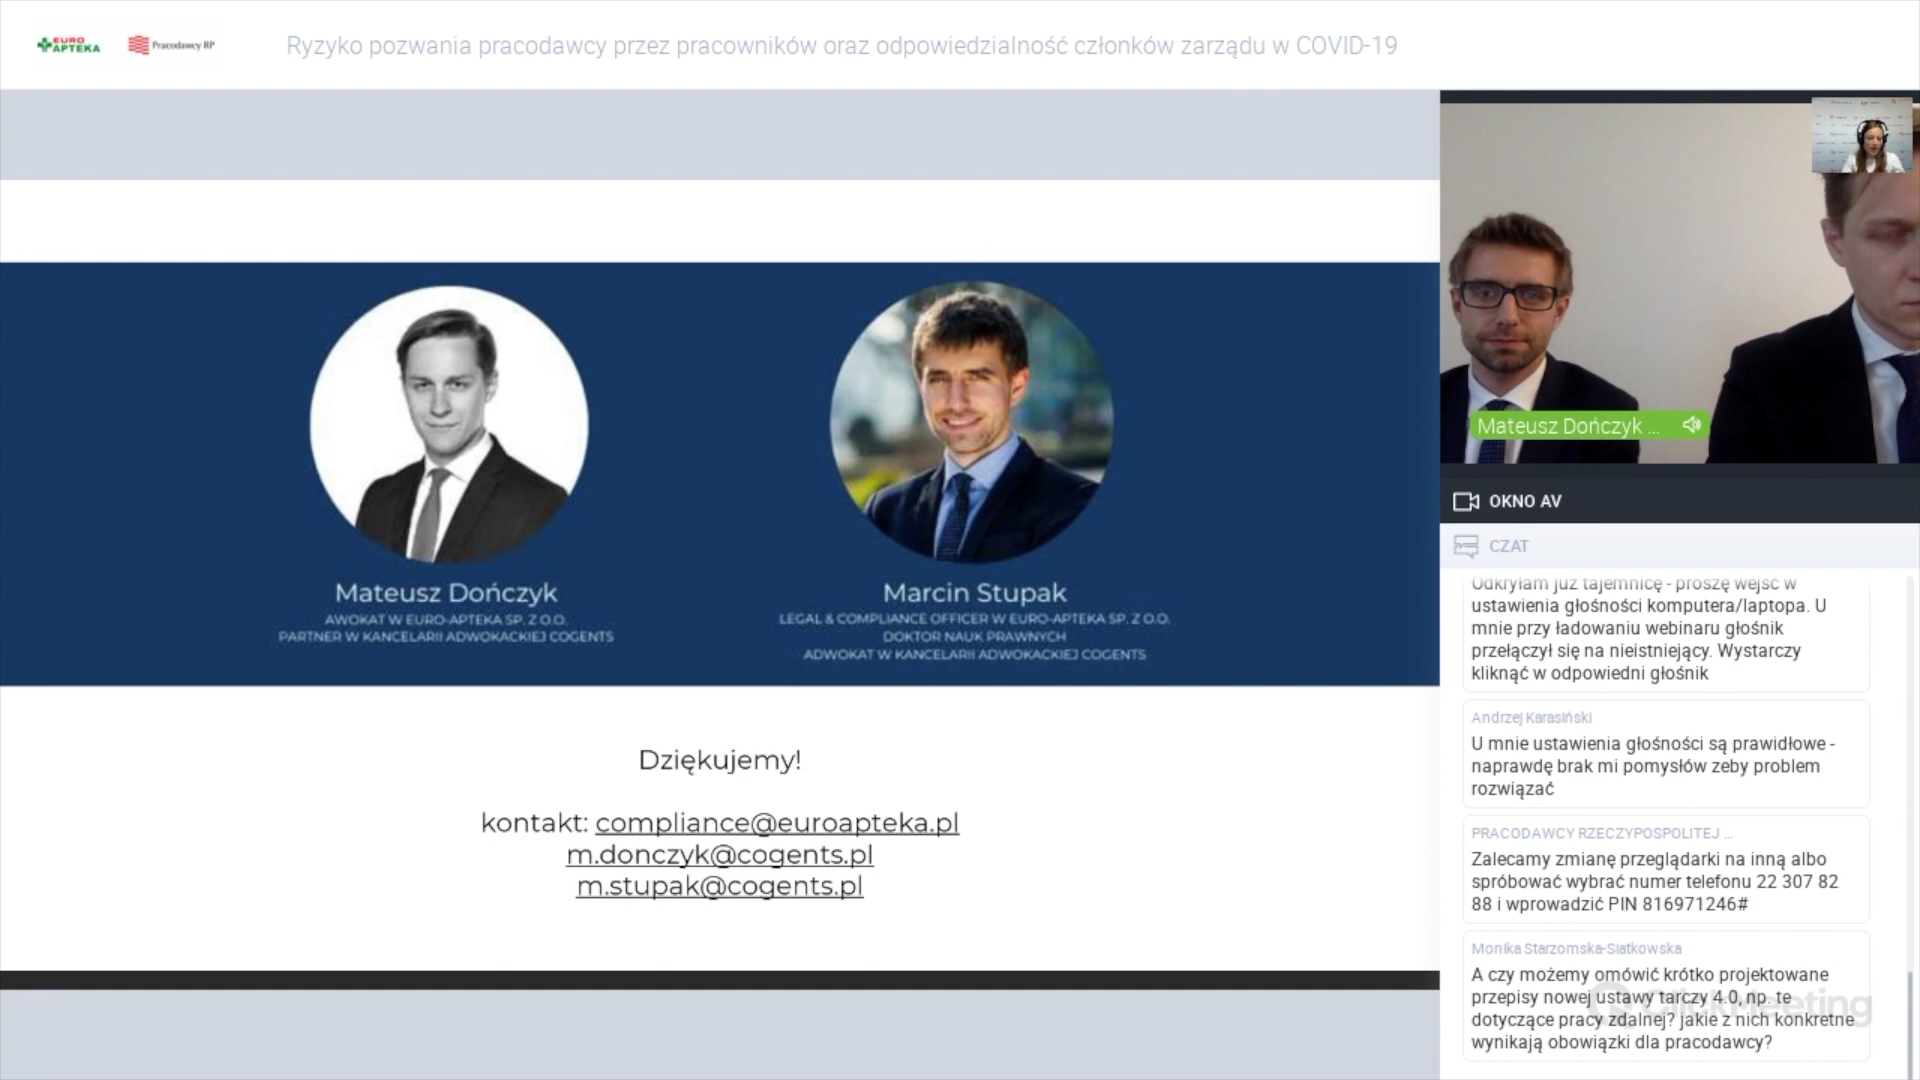 EURO
APTEKA
Pracodawcy RP
Ryzyko pozwania pracodawcy przez pracowników oraz odpowiedzialność członków zarządu w COVID-19
Mateusz Dończyk
AWOKAT W EURO-APTEKA SP. Z O.O.
PARTNER W KANCELARII ADWOKACKIEJ COGENTS
Marcin Stupak
LEGAL & COMPLIANCE OFFICER W EURO-APTEKA SP. Z O.O.
DOKTOR NAUK PRAWNYCH
ADWOKAT W KANCELARII ADWOKACKIEJ COGENTS
Dziękujemy!
kontakt: compliance@euroapteka.pl
m.donczyk@cogents.pl
m.stupak@cogents.pl
Mateusz Dończyk ...
OKNO AV
CZAT
Odkryłam już tajemnicę - proszę wejść w
ustawienia głośności komputera/laptopa. U
mnie przy ładowaniu webinaru głośnik
przełączył się na nieistniejący. Wystarczy
kliknąć w odpowiedni głośnik
Andrzej Karasiński
U mnie ustawienia głośności są prawidłowe -
naprawdę brak mi pomysłów zeby problem
rozwiązać
PRACODAWCY RZECZYPOSPOLITEJ ...
Zalecamy zmianę przeglądarki na inną albo
spróbować wybrać numer telefonu 22 307 82
88 i wprowadzić PIN 816971246#
Monika Starzomska-Siatkowska
A czy możemy omówić krótko projektowane
przepisy nowej ustawy tarczy 4.0, np. te
dotyczące pracy zdalnej? jakie z nich konkretne
wynikają obowiązki dla pracodawcy?
ClickMeeting